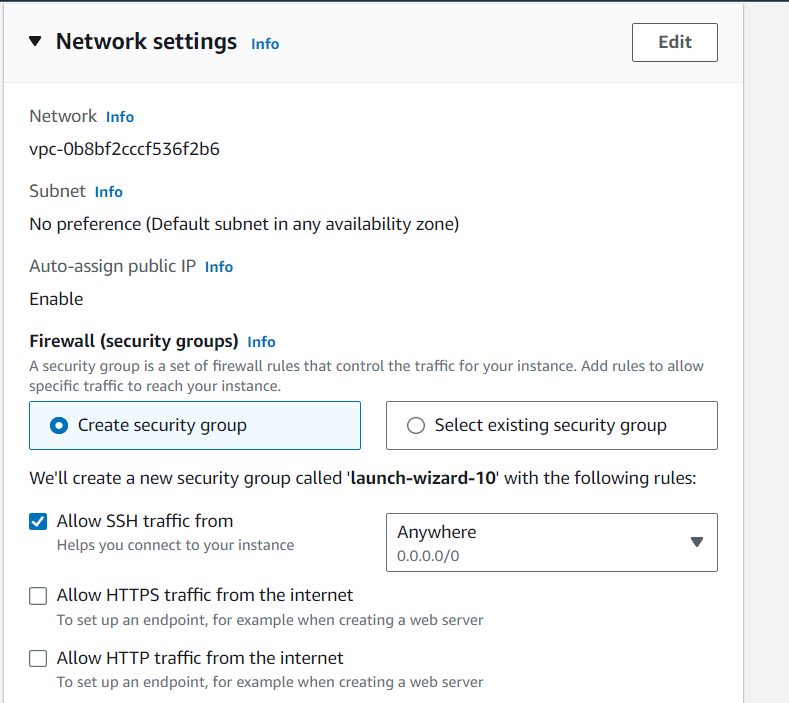 Network settings Info
Edit
Network Info
vpc-0b8bf2cccf536f2b6
Subnet Info
No preference (Default subnet in any availability zone)
Auto-assign public IP Info
Enable
Firewall (security groups) Info
A security group is a set of firewall rules that control the traffic for your instance. Add rules to allow
specific traffic to reach your instance.
Create security group
Select existing security group
We'll create a new security group called 'launch-wizard-10' with the following rules:
Allow SSH traffic from
Helps you connect to your instance
Anywhere
0.0.0.0/0
Allow HTTPS traffic from the internet
To set up an endpoint, for example when creating a web server
Allow HTTP traffic from the internet
To set up an endpoint, for example when creating a web server